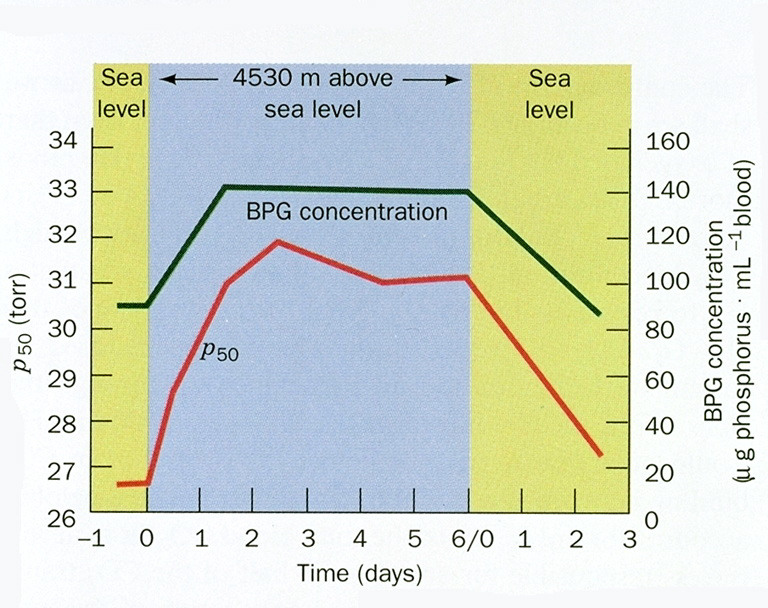 Sea level
4530 m above sea level
Sea level
34
33
32
31
30
29
28
27
26
p50 (torr)
160
140
120
100
80
60
40
20
0
BPG concentration
(μ g phosphorus · mL −1 blood)
BPG concentration
p50
−1 0 1 2 3 4 5 6/0 1 2 3
Time (days)